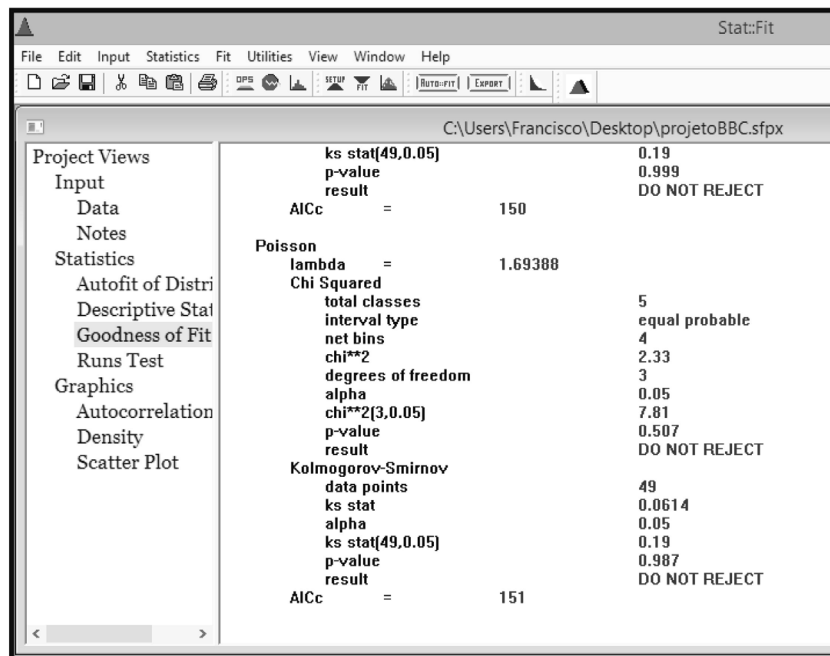 Stat::Fit
File Edit Input Statistics Fit Utilities View Window Help
OPS SETUP FIT AUTO::FIT EXPORT
C:\Users\Francisco\Desktop\projetoBBC.sfpx
Project Views
Input
Data
Notes
Statistics
Autofit of Distri
Descriptive Stat
Goodness of Fit
Runs Test
Graphics
Autocorrelation
Density
Scatter Plot
ks stat(49,0.05) 0.19
p-value 0.999
result DO NOT REJECT
AICc = 150
Poisson
lambda = 1.69388
Chi Squared
total classes 5
interval type equal probable
net bins 4
chi**2 2.33
degrees of freedom 3
alpha 0.05
chi**2(3,0.05) 7.81
p-value 0.507
result DO NOT REJECT
Kolmogorov-Smirnov
data points 49
ks stat 0.0614
alpha 0.05
ks stat(49,0.05) 0.19
p-value 0.987
result DO NOT REJECT
AICc = 151